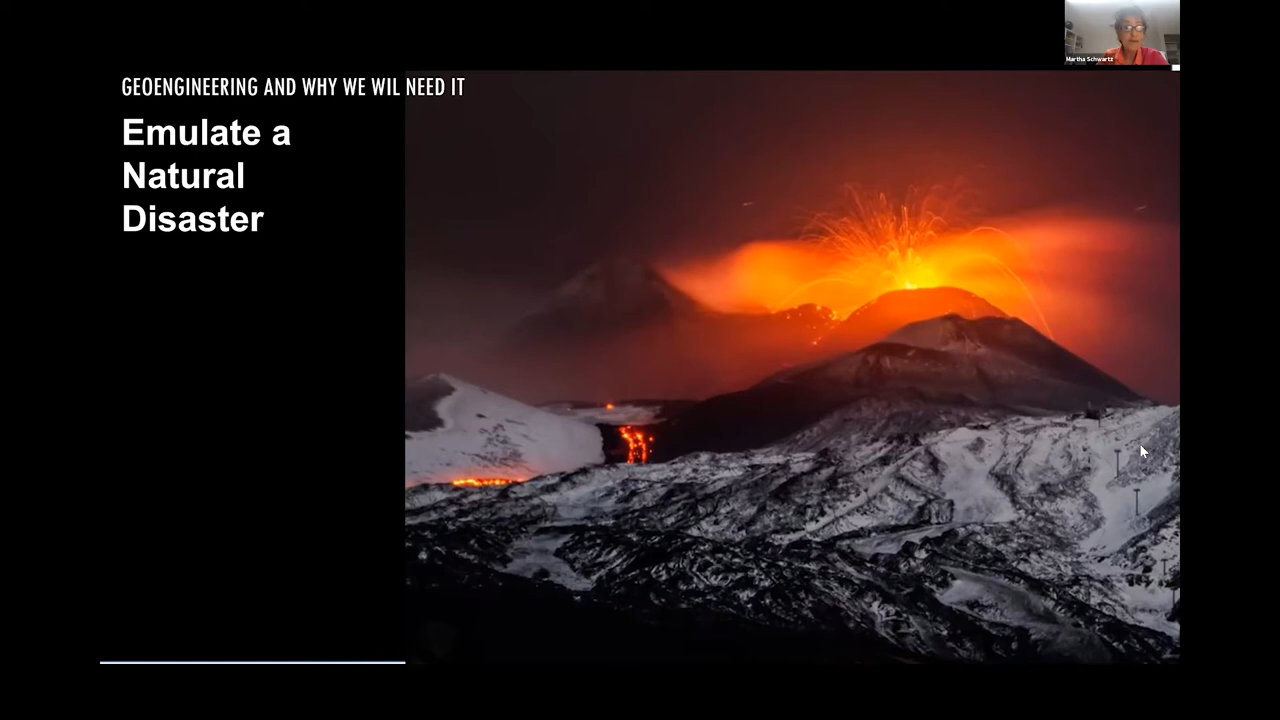 Martha Schwartz
GEOENGINEERING AND WHY WE WIL NEED IT
Emulate a
Natural
Disaster